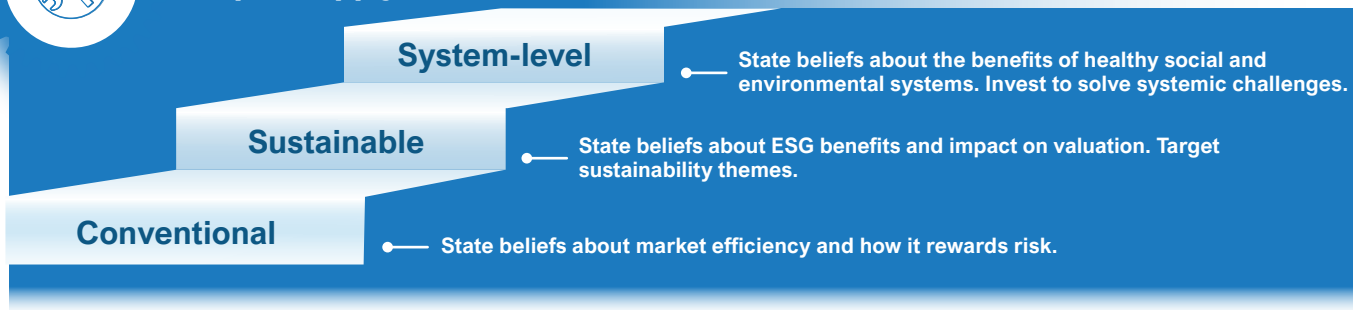 System-level
State beliefs about the benefits of healthy social and
environmental systems. Invest to solve systemic challenges.
Sustainable
State beliefs about ESG benefits and impact on valuation. Target
sustainability themes.
Conventional
State beliefs about market efficiency and how it rewards risk.